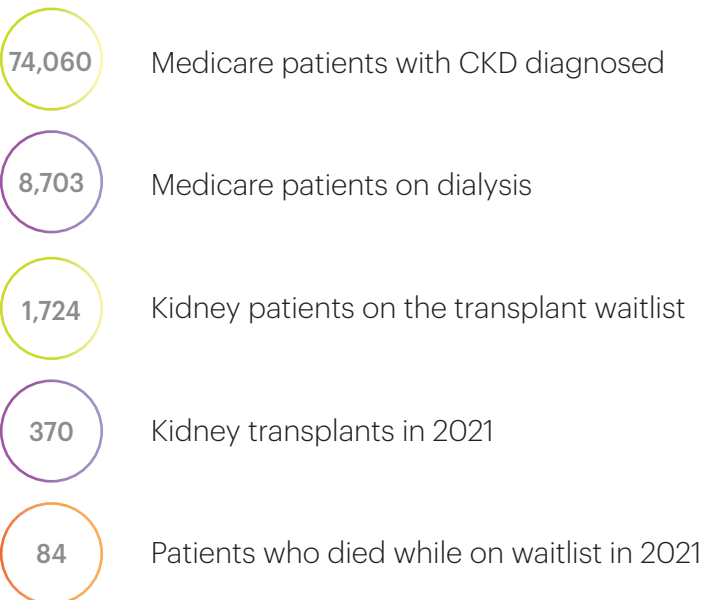 74,060 Medicare patients with CKD diagnosed
8,703 Medicare patients on dialysis
1,724 Kidney patients on the transplant waitlist
370 Kidney transplants in 2021
84 Patients who died while on waitlist in 2021